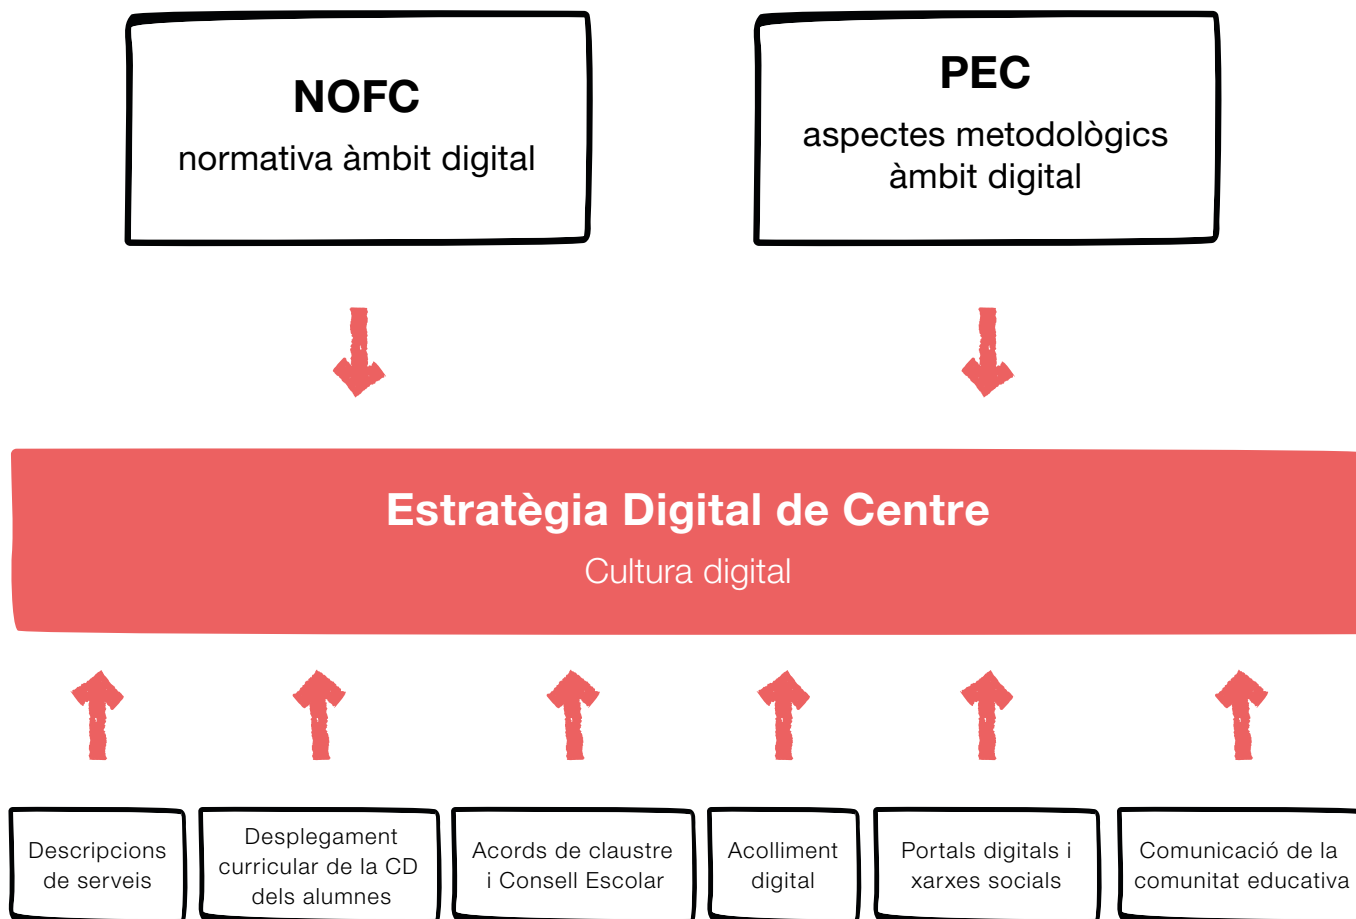 NOFC
normativa àmbit digital
PEC
aspectes metodològics
àmbit digital
Estratègia Digital de Centre
Cultura digital
Descripcions
de serveis
Desplegament
curricular de la CD
dels alumnes
Acords de claustre
i Consell Escolar
Acolliment
digital
Portals digitals i
xarxes socials
Comunicació de la
comunitat educativa